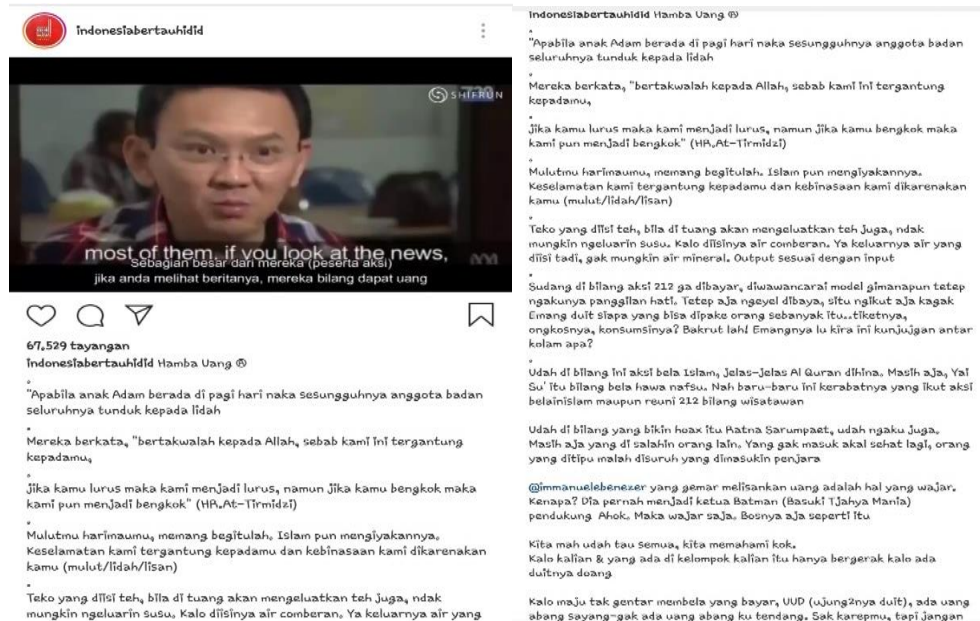 indonesiabertauhidid
SHIFRUN
most of them, if you look at the news,
Sebagian besar dari mereka (peserta aksi)
jika anda melihat beritanya, mereka bilang dapat uang
67,529 tayangan
indonesiabertauhidid Hamba Uang ®
"Apabila anak Adam berada di pagi hari naka sesungguhnya anggota badan
seluruhnya tunduk kepada lidah
Mereka berkata, "bertakwalah kepada Allah, sebab kami ini tergantung
kepadamu,
jika kamu lurus maka kami menjadi lurus, namun jika kamu bengkok maka
kami pun menjadi bengkok" (HR.At-Tirmidzi)
Mulutmu harimaumu, memang begitulah. Islam pun mengiyakannya.
Keselamatan kami tergantung kepadamu dan kebinasaan kami dikarenakan
kamu (mulut/lidah/lisan)
Teko yang diisi teh, bila di tuang akan mengeluatkan teh juga, ndak
mungkin ngeluarin susu. Kalo diisinya air comberan. Ya keluarnya air yang
indonesiabertauhidid Hamba Uang ®
"Apabila anak Adam berada di pagi hari naka sesungguhnya anggota badan
seluruhnya tunduk kepada lidah
Mereka berkata, "bertakwalah kepada Allah, sebab kami ini tergantung
kepadamu,
jika kamu lurus maka kami menjadi lurus, namun jika kamu bengkok maka
kami pun menjadi bengkok" (HR.At-Tirmidzi)
Mulutmu harimaumu, memang begitulah. Islam pun mengiyakannya.
Keselamatan kami tergantung kepadamu dan kebinasaan kami dikarenakan
kamu (mulut/lidah/lisan)
Teko yang diisi teh, bila di tuang akan mengeluatkan teh juga, ndak
mungkin ngeluarin susu. Kalo diisinya air comberan. Ya keluarnya air yang
diisi tadi, gak mungkin air mineral. Output sesuai dengan input
Sudang di bilang aksi 212 ga dibayar, diwawancarai model gimanapun tetep
ngakunya panggilan hati. Tetep aja ngeyel dibaya, situ ngikut aja kagak
Emang duit siapa yang bisa dipake orang sebanyak itu..tiketnya,
ongkosnya, konsumsinya? Bakrut lah! Emangnya lu kira ini kunjujgan antar
kolam apa?
Udah di bilang ini aksi bela Islam, jelas-jelas Al Quran dihina. Masih aja, Yai
Su' itu bilang bela hawa nafsu. Nah baru-baru ini kerabatnya yang ikut aksi
belainislam maupun reuni 212 bilang wisatawan
Udah di bilang yang bikin hoax itu Ratna Sarumpaet, udah ngaku juga.
Masih aja yang di salahin orang lain. Yang gak masuk akal sehat lagi, orang
yang ditipu malah disuruh yang dimasukin penjara
@immanuelebenezer yang gemar melisankan uang adalah hal yang wajar.
Kenapa? Dia pernah menjadi ketua Batman (Basuki Tjahya Mania)
pendukung Ahok. Maka wajar saja. Bosnya aja seperti itu
Kita mah udah tau semua, kita memahami kok.
Kalo kalian & yang ada di kelompok kalian itu hanya bergerak kalo ada
duitnya doang
Kalo maju tak gentar membela yang bayar, UUD (ujung2nya duit), ada uang
abang sayang-gak ada uang abang ku tendang. Sak karepmu, tapi jangan